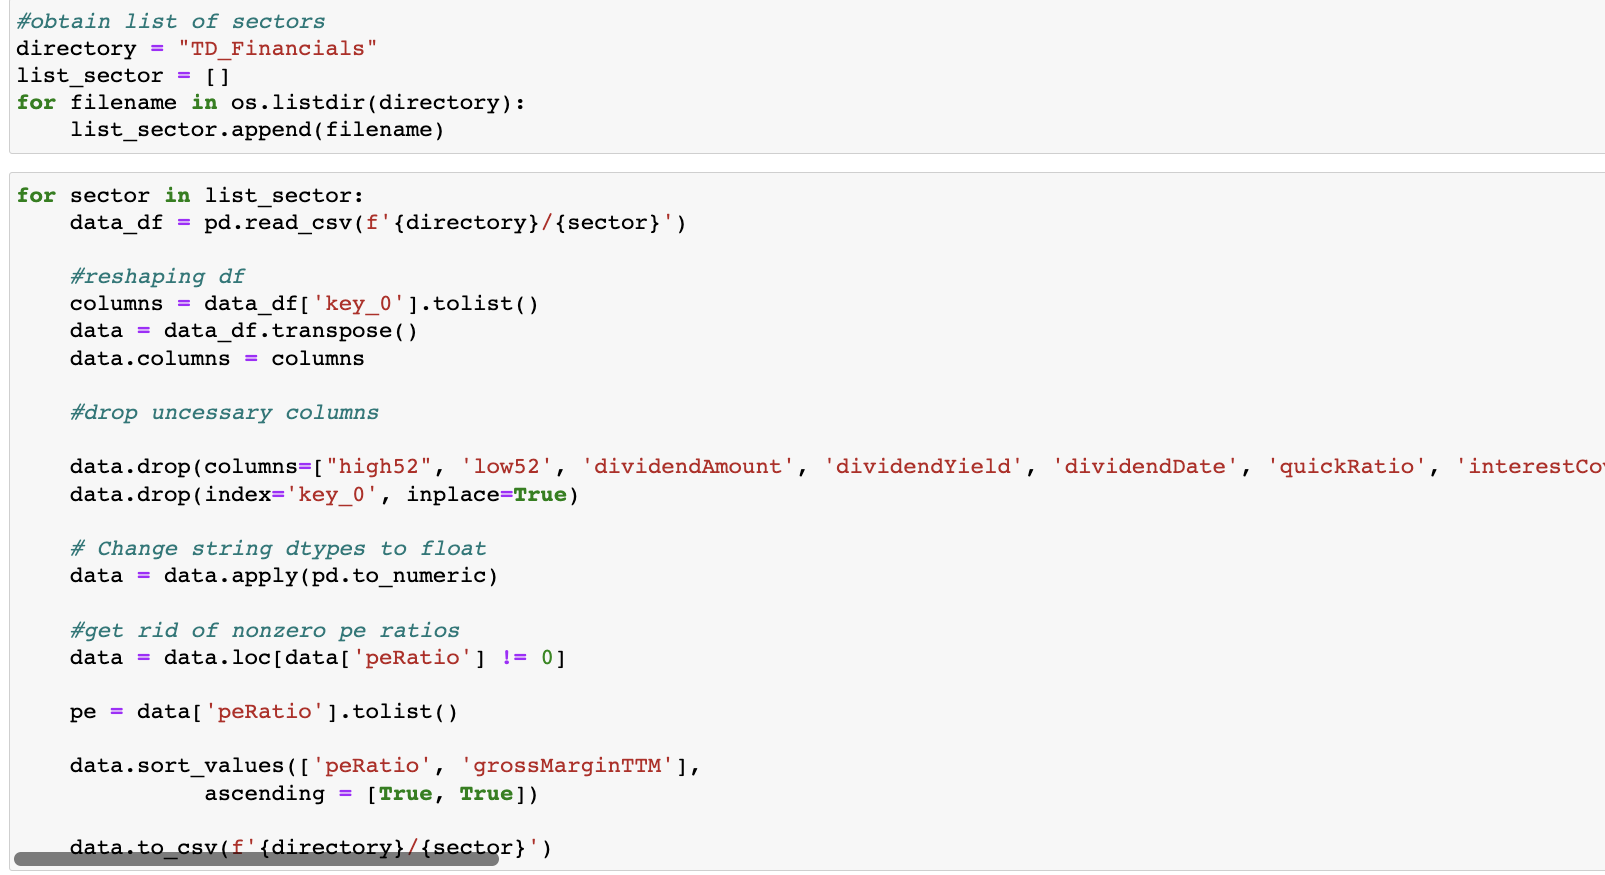 #obtain list of sectors
directory = "TD_Financials"
list_sector = []
for filename in os.listdir(directory):
    list_sector.append(filename)
for sector in list_sector:
    data_df = pd.read_csv(f'{directory}/{sector}')
    #reshaping df
    columns = data_df['key_0'].tolist()
    data = data_df.transpose()
    data.columns = columns
    #drop uncessary columns
    data.drop(columns=["high52", 'low52', 'dividendAmount', 'dividendYield', 'dividendDate', 'quickRatio', 'interestCov
    data.drop(index='key_0', inplace=True)
    # Change string dtypes to float
    data = data.apply(pd.to_numeric)
    #get rid of nonzero pe ratios
    data = data.loc[data['peRatio'] != 0]
    pe = data['peRatio'].tolist()
    data.sort_values(['peRatio', 'grossMarginTTM'],
              ascending = [True, True])
    data.to_csv(f'{directory}/{sector}')